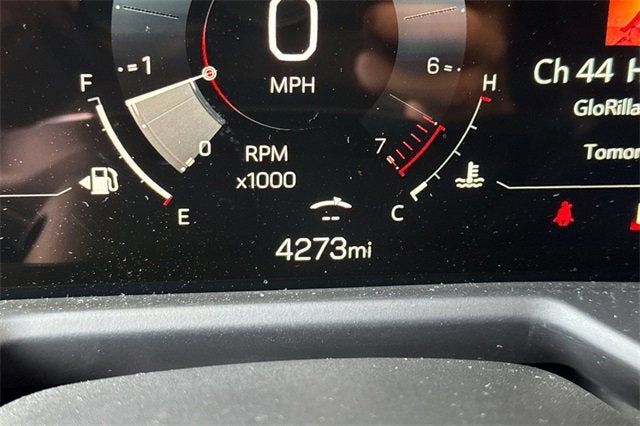 0
MPH
1
6
F
H
Ch 44 H
GloRilla
Tomor
0
RPM
x1000
7
E
C
--
4273mi